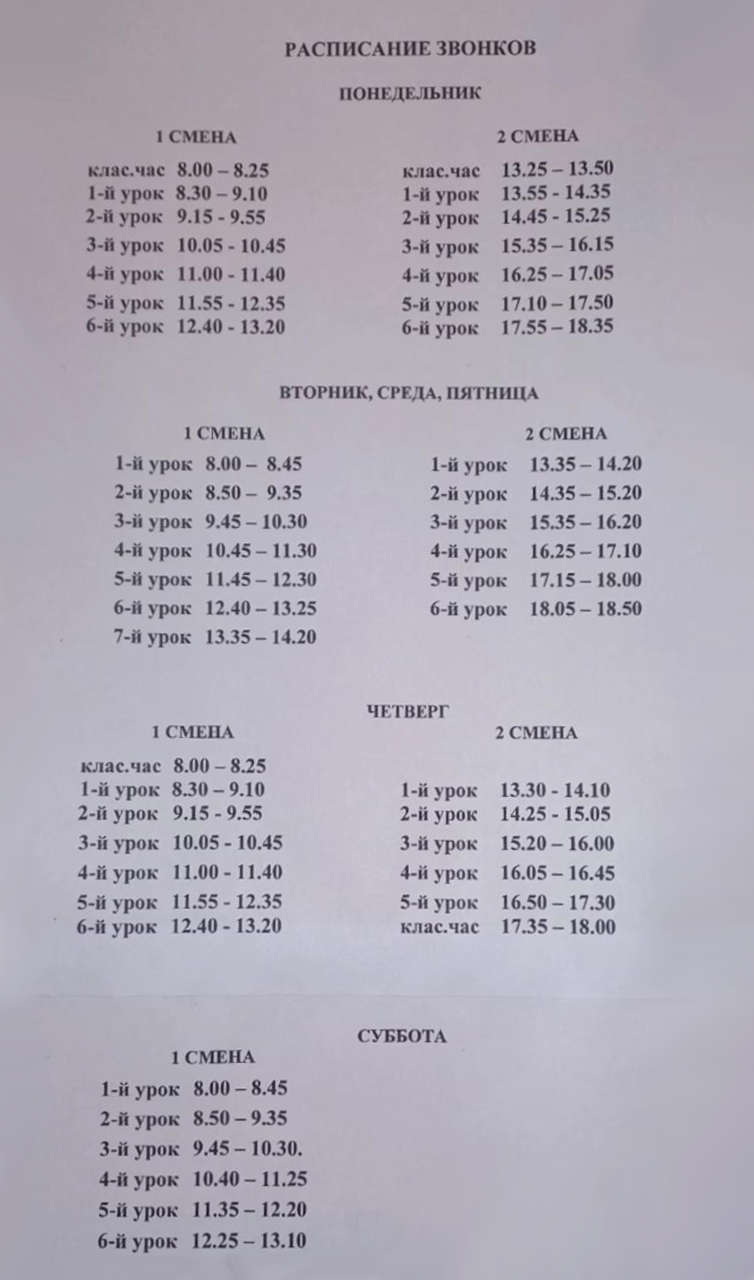 РАСПИСАНИЕ ЗВОНКОВ
ПОНЕДЕЛЬНИК
1 СМЕНА 2 СМЕНА
клас.час 8.00 – 8.25 клас.час 13.25 – 13.50
1-й урок 8.30 – 9.10 1-й урок 13.55 - 14.35
2-й урок 9.15 - 9.55 2-й урок 14.45 - 15.25
3-й урок 10.05 - 10.45 3-й урок 15.35 – 16.15
4-й урок 11.00 - 11.40 4-й урок 16.25 – 17.05
5-й урок 11.55 - 12.35 5-й урок 17.10 – 17.50
6-й урок 12.40 - 13.20 6-й урок 17.55 – 18.35
ВТОРНИК, СРЕДА, ПЯТНИЦА
1 СМЕНА 2 СМЕНА
1-й урок 8.00 – 8.45 1-й урок 13.35 – 14.20
2-й урок 8.50 – 9.35 2-й урок 14.35 – 15.20
3-й урок 9.45 – 10.30 3-й урок 15.35 – 16.20
4-й урок 10.45 – 11.30 4-й урок 16.25 – 17.10
5-й урок 11.45 – 12.30 5-й урок 17.15 – 18.00
6-й урок 12.40 – 13.25 6-й урок 18.05 – 18.50
7-й урок 13.35 – 14.20
ЧЕТВЕРГ
1 СМЕНА 2 СМЕНА
клас.час 8.00 – 8.25
1-й урок 8.30 – 9.10 1-й урок 13.30 - 14.10
2-й урок 9.15 - 9.55 2-й урок 14.25 - 15.05
3-й урок 10.05 - 10.45 3-й урок 15.20 – 16.00
4-й урок 11.00 - 11.40 4-й урок 16.05 – 16.45
5-й урок 11.55 - 12.35 5-й урок 16.50 – 17.30
6-й урок 12.40 - 13.20 клас.час 17.35 – 18.00
СУББОТА
1 СМЕНА
1-й урок 8.00 – 8.45
2-й урок 8.50 – 9.35
3-й урок 9.45 – 10.30.
4-й урок 10.40 – 11.25
5-й урок 11.35 – 12.20
6-й урок 12.25 – 13.10